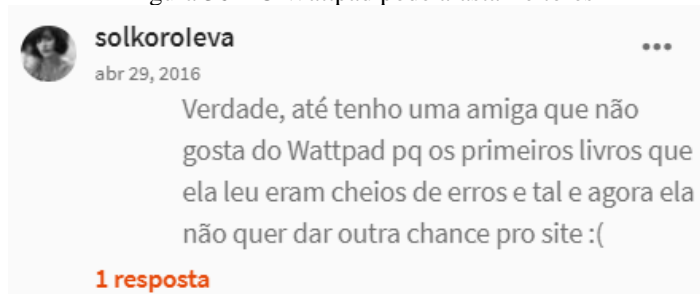 solkoroleva
abr 29, 2016
Verdade, até tenho uma amiga que não
gosta do Wattpad pq os primeiros livros que
ela leu eram cheios de erros e tal e agora ela
não quer dar outra chance pro site :(
1 resposta